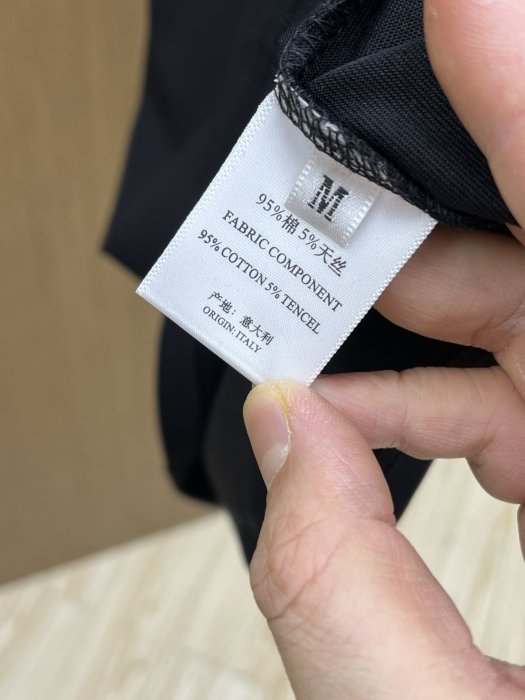 M
95%棉 5%天丝
FABRIC COMPONENT
95% COTTON 5% TENCEL
产地：意大利
ORIGIN: ITALY